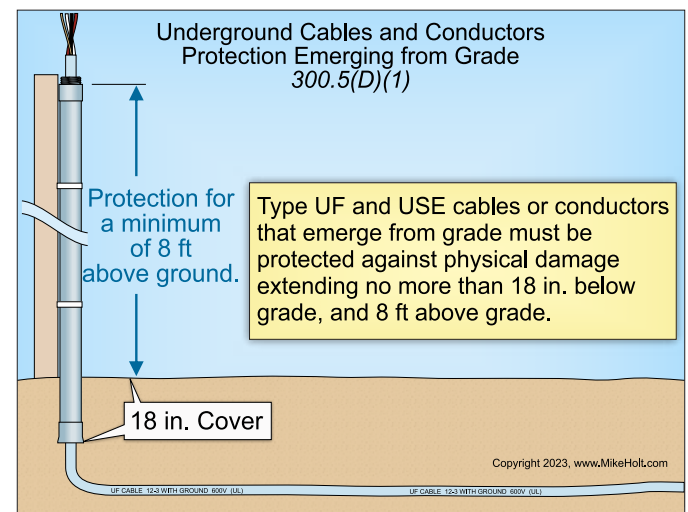 Underground Cables and Conductors
Protection Emerging from Grade
300.5(D)(1)
Protection for
a minimum
of 8 ft
above ground.
Type UF and USE cables or conductors
that emerge from grade must be
protected against physical damage
extending no more than 18 in. below
grade, and 8 ft above grade.
18 in. Cover
Copyright 2023, www.MikeHolt.com
UF CABLE 12-3 WITH GROUND 600V (UL)
UF CABLE 12-3 WITH GROUND 600V (UL)